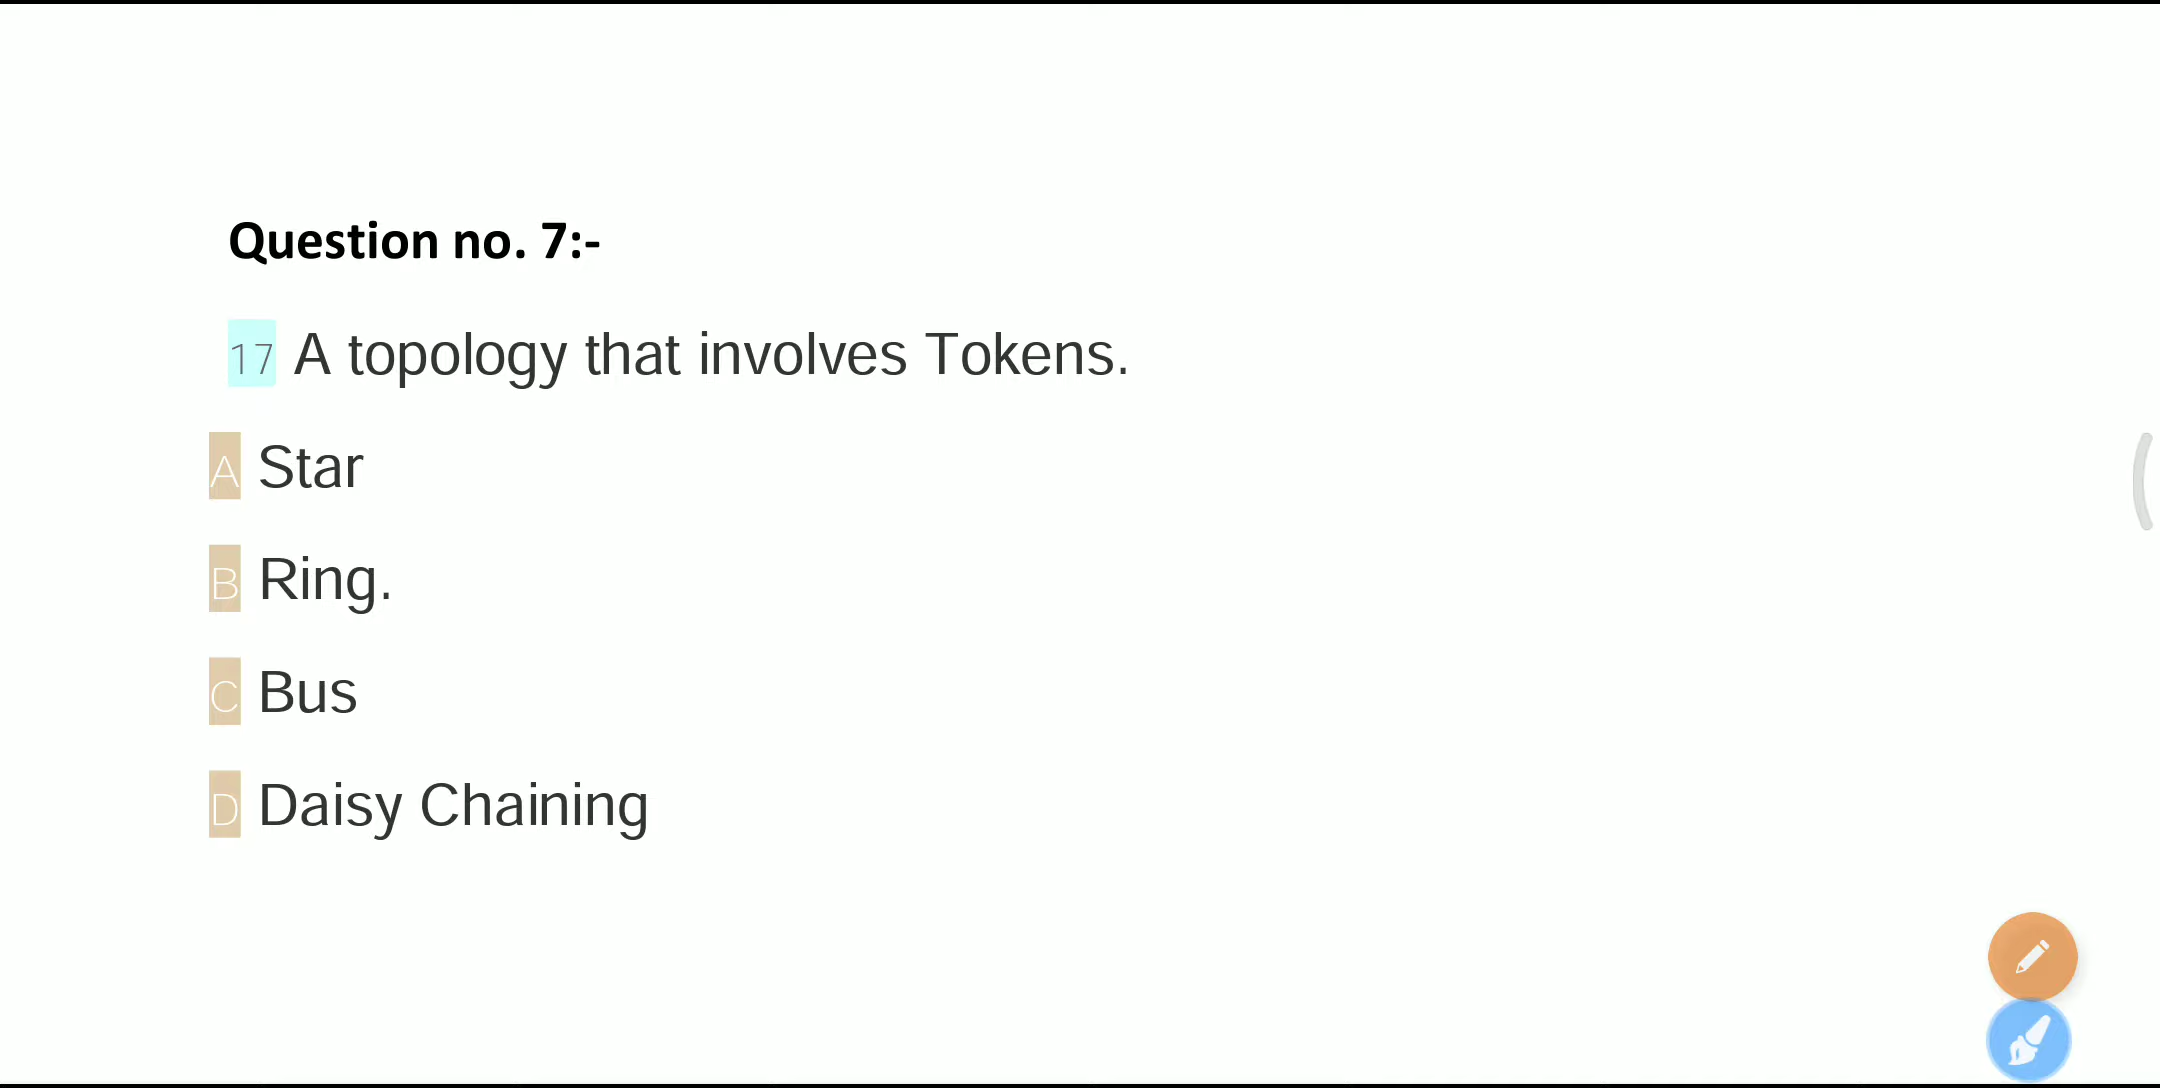 Question no. 7:-
17 A topology that involves Tokens.
A Star
B Ring.
C Bus
D Daisy Chaining